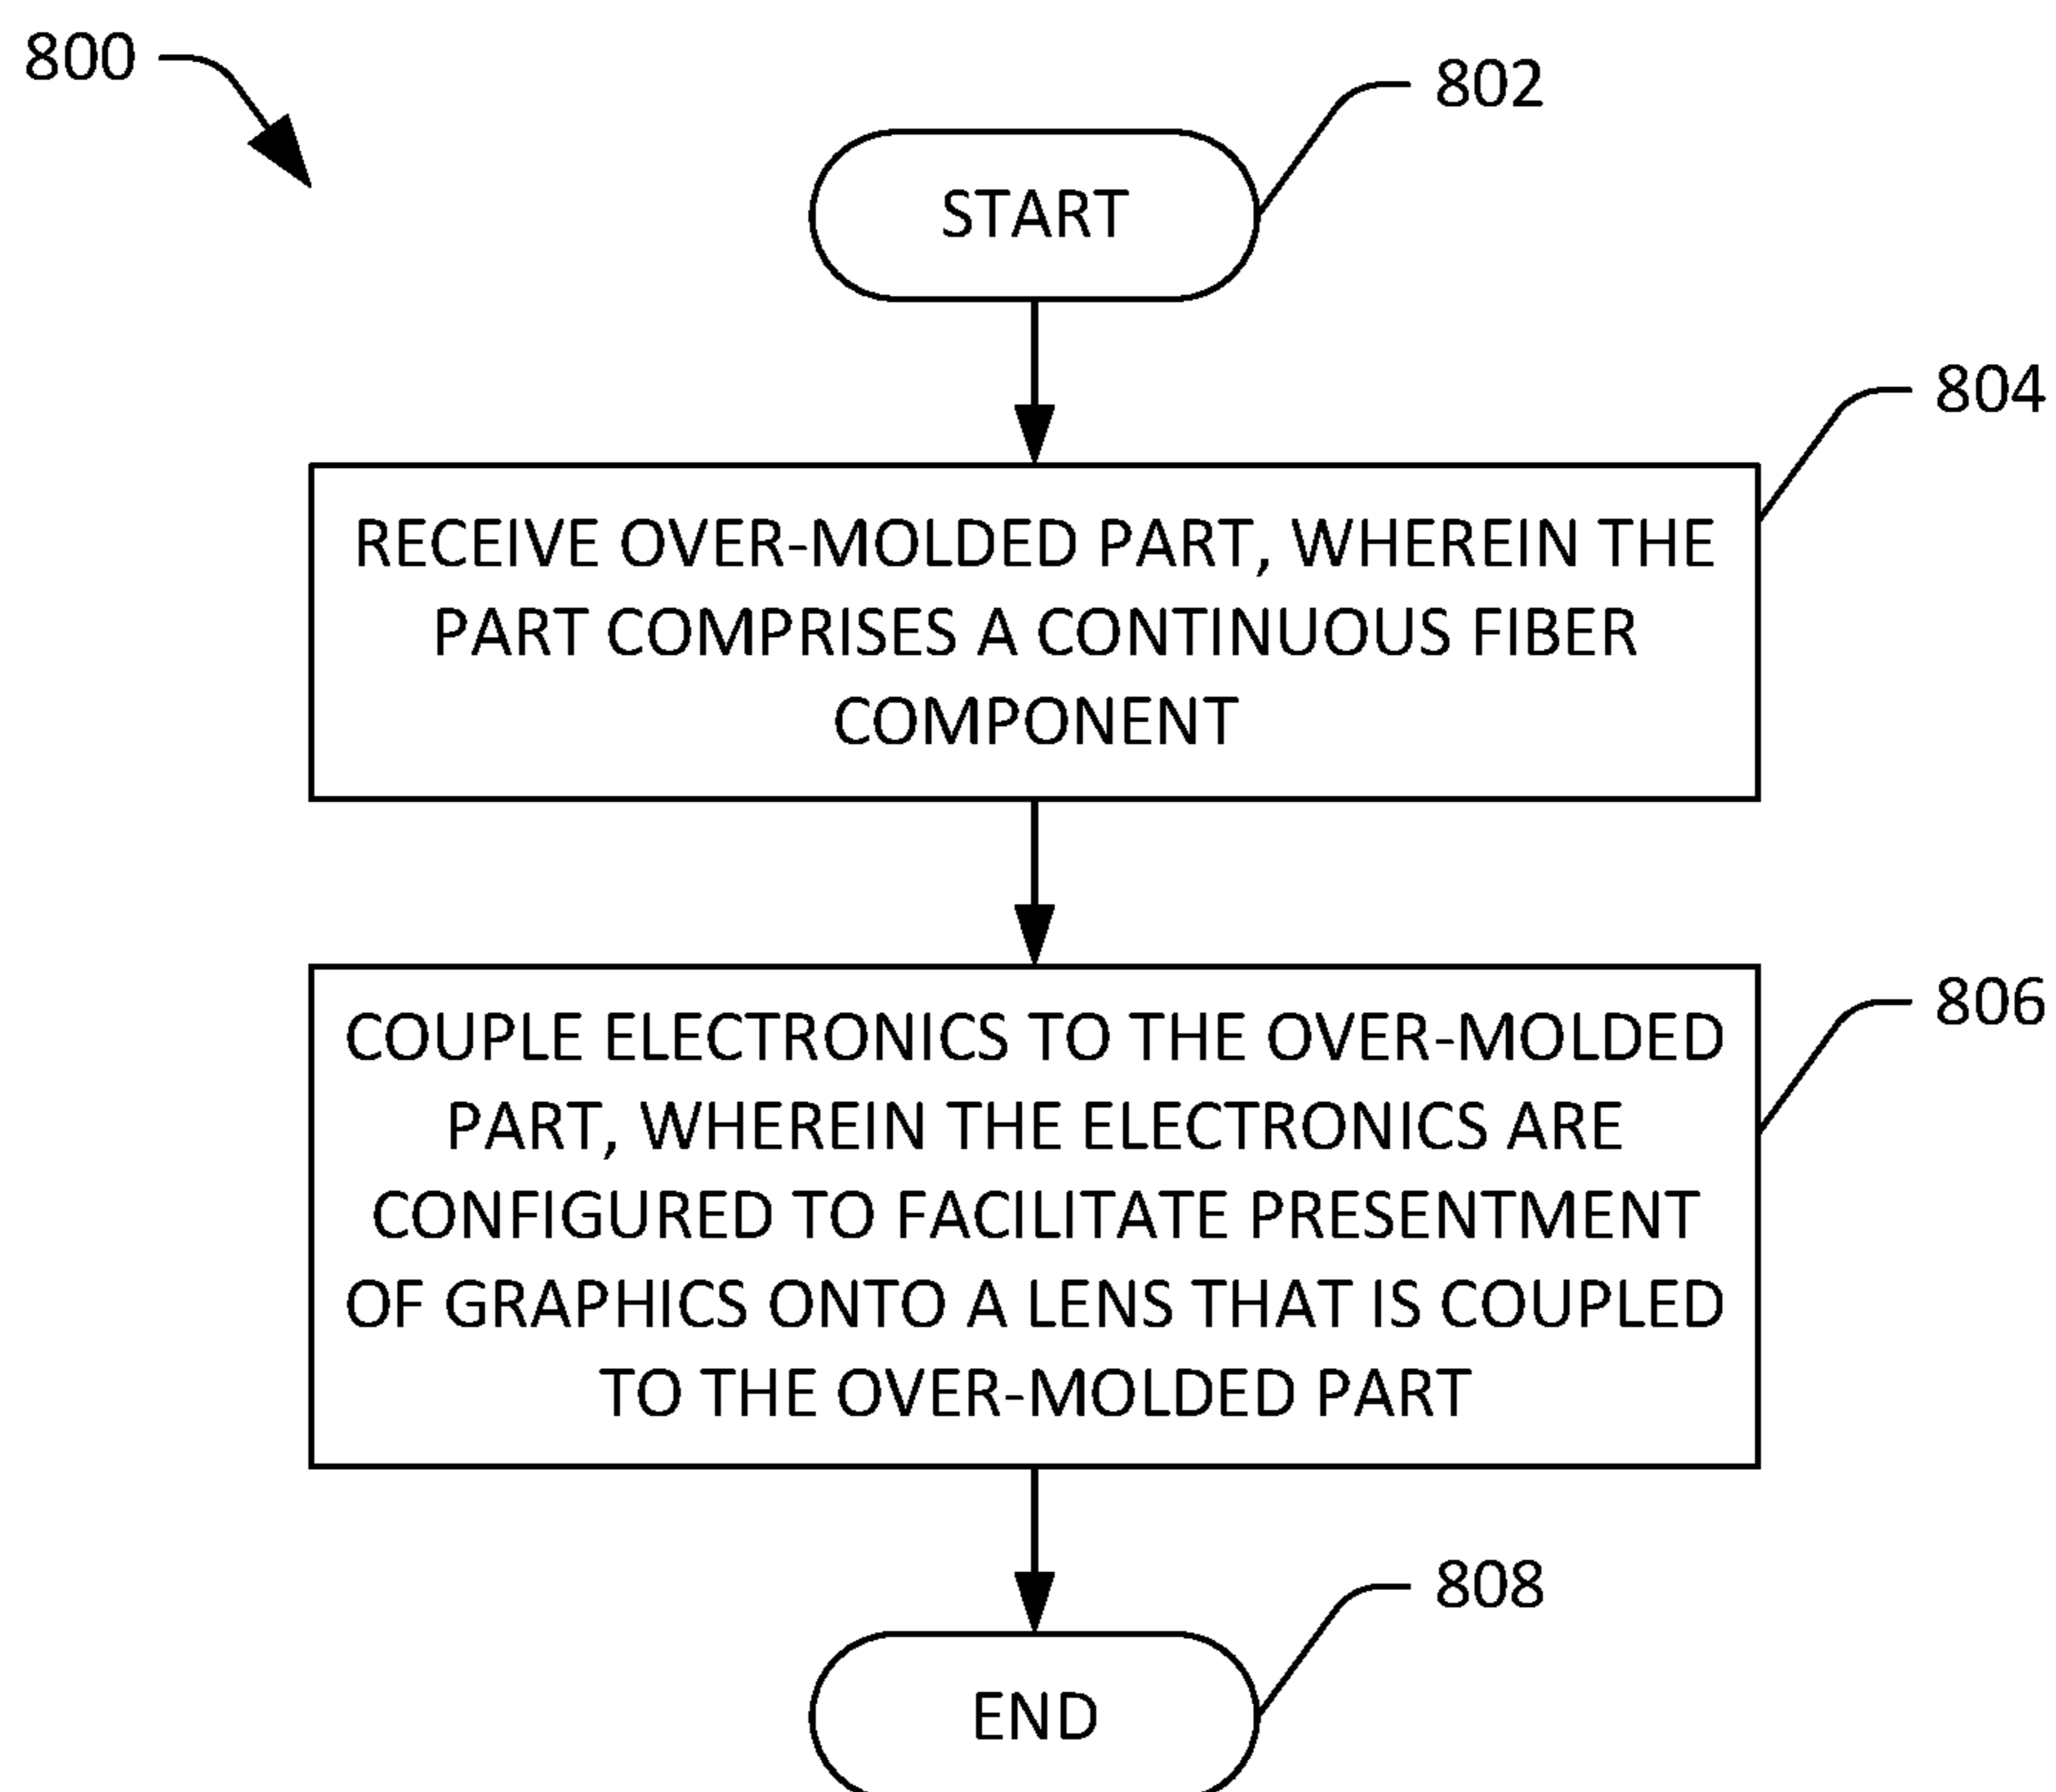 800
802
START
804
RECEIVE OVER-MOLDED PART, WHEREIN THE
PART COMPRISES A CONTINUOUS FIBER
COMPONENT
806
COUPLE ELECTRONICS TO THE OVER-MOLDED
PART, WHEREIN THE ELECTRONICS ARE
CONFIGURED TO FACILITATE PRESENTMENT
OF GRAPHICS ONTO A LENS THAT IS COUPLED
TO THE OVER-MOLDED PART
808
END